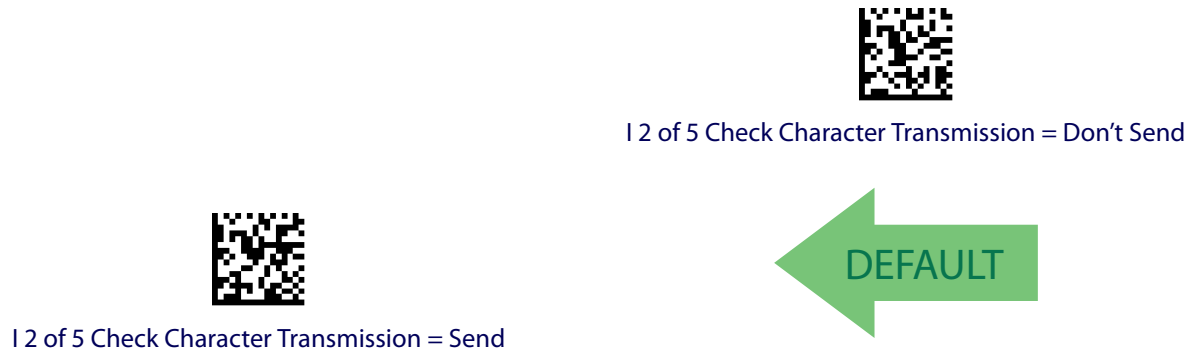 I 2 of 5 Check Character Transmission = Don’t Send
DEFAULT
I 2 of 5 Check Character Transmission = Send